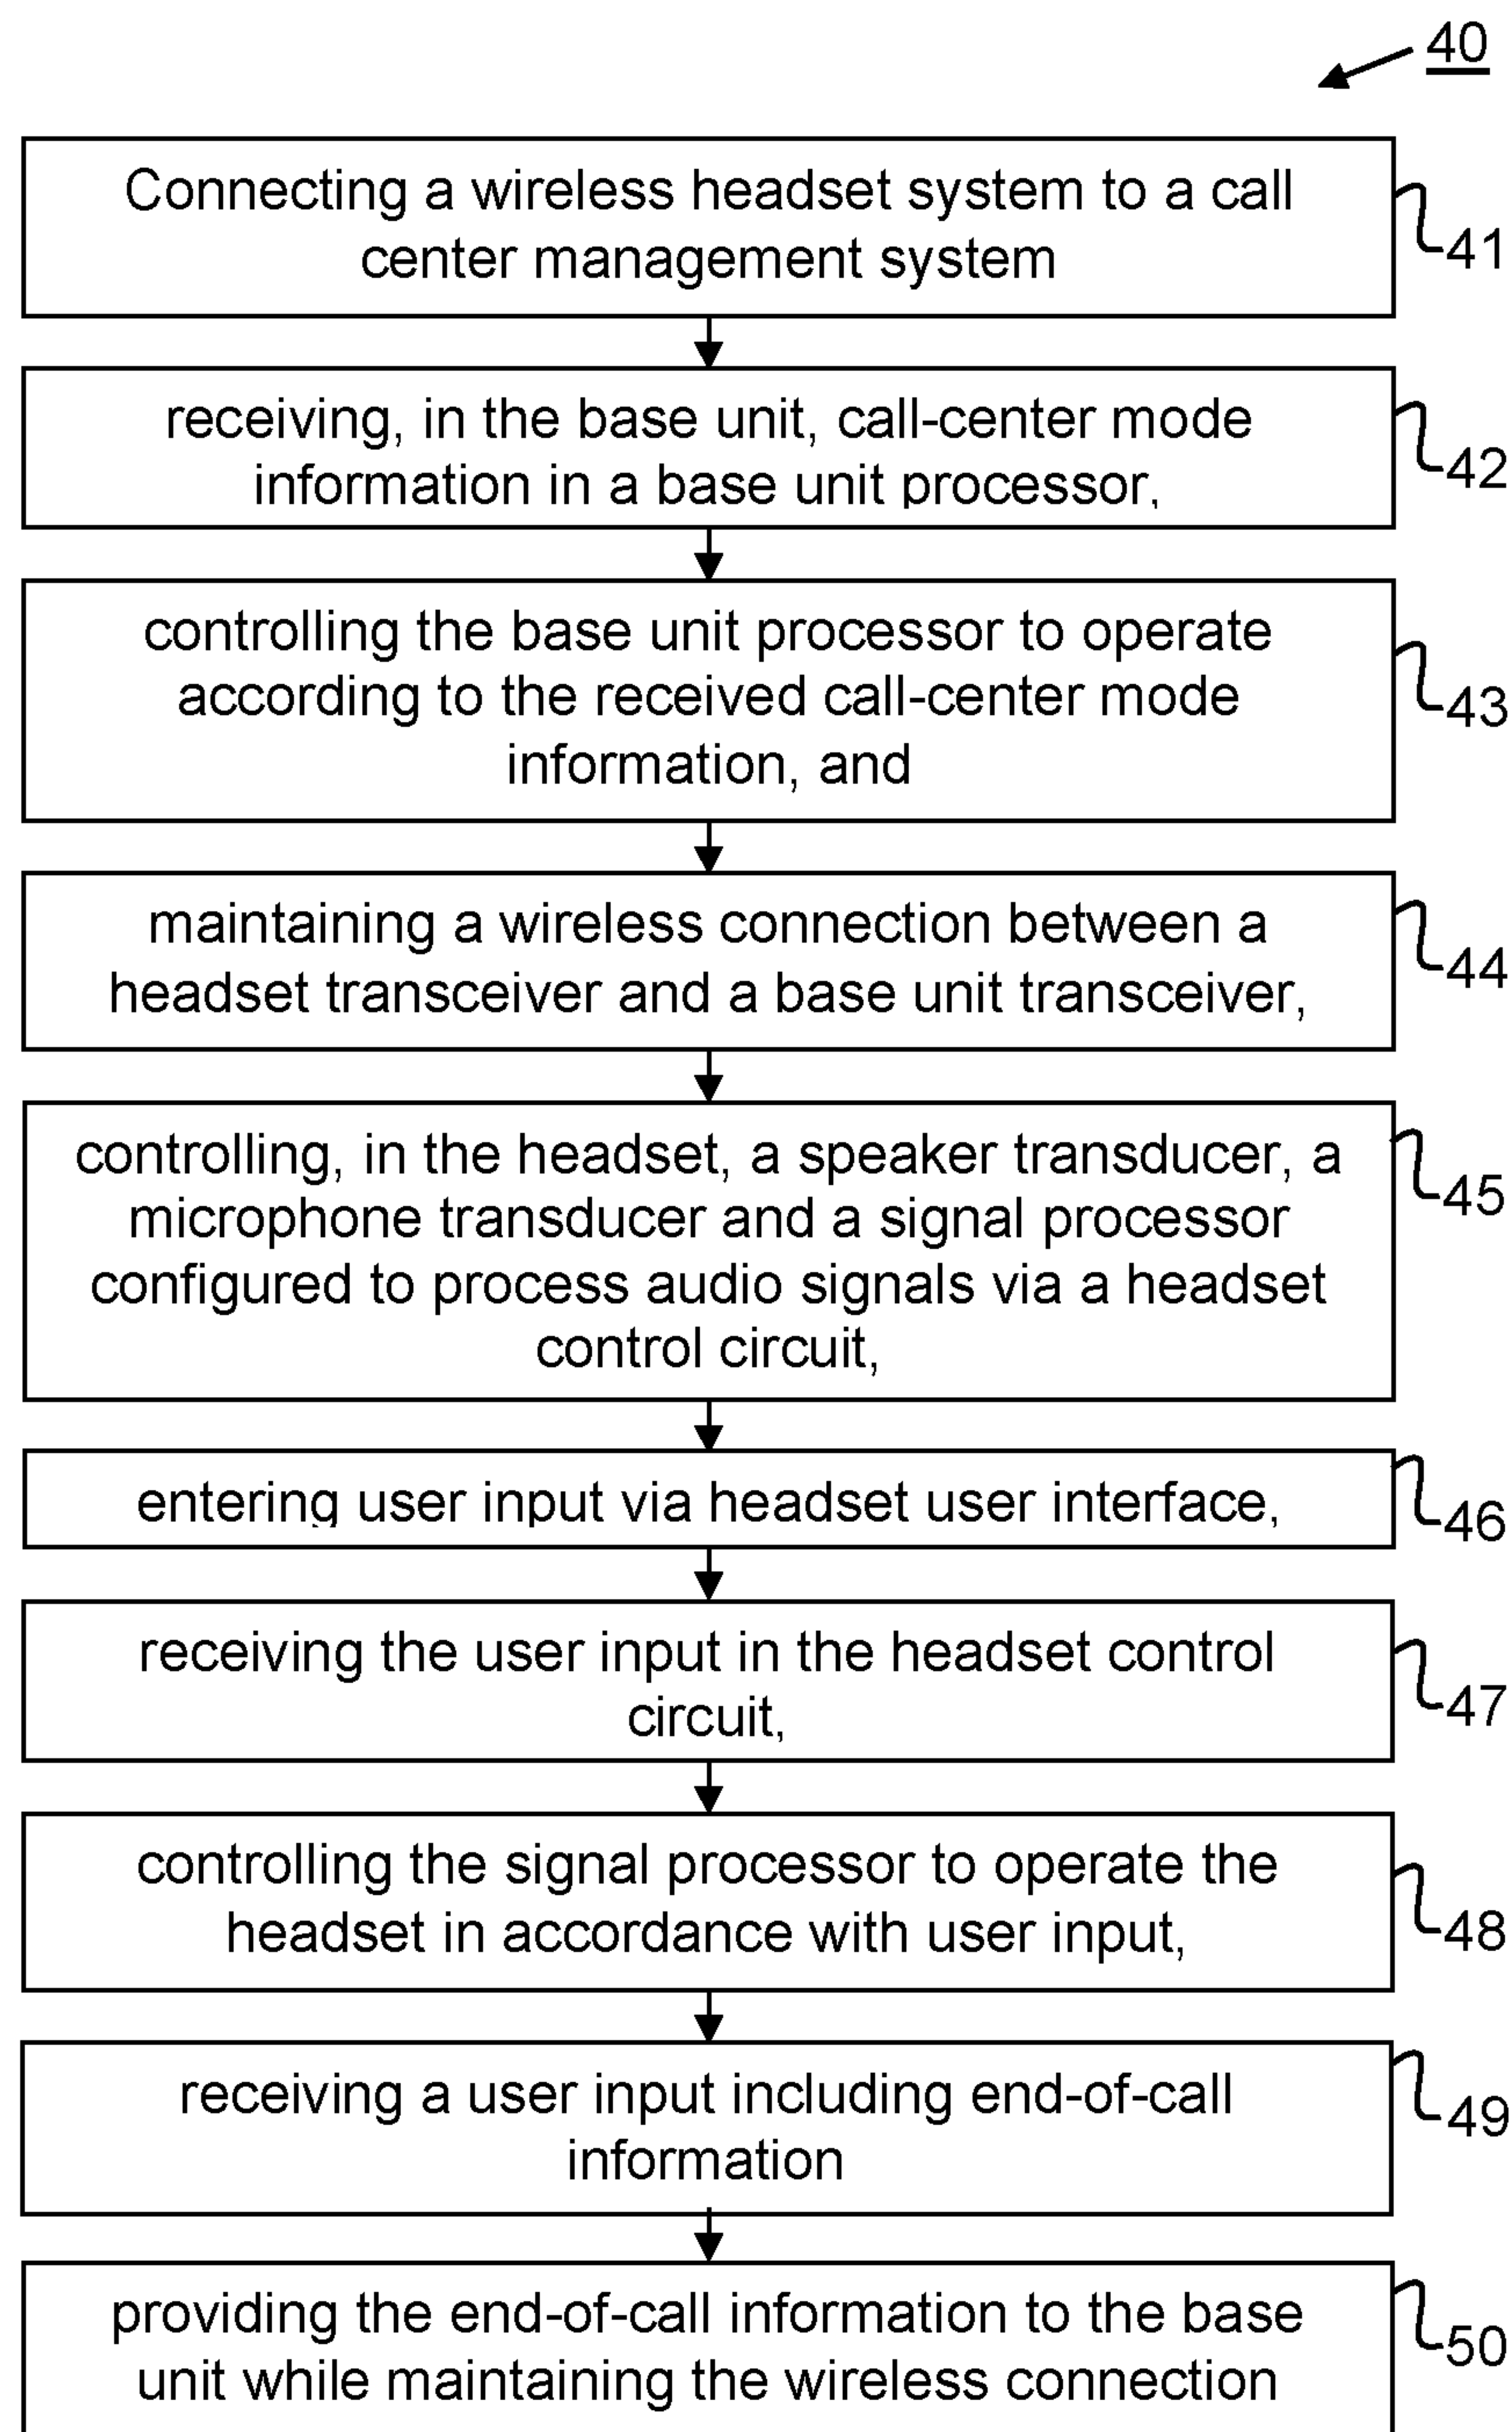 40
Connecting a wireless headset system to a call
center management system
41
receiving, in the base unit, call-center mode
information in a base unit processor,
42
controlling the base unit processor to operate
according to the received call-center mode
information, and
43
maintaining a wireless connection between a
headset transceiver and a base unit transceiver,
44
controlling, in the headset, a speaker transducer, a
microphone transducer and a signal processor
configured to process audio signals via a headset
control circuit,
45
entering user input via headset user interface,
46
receiving the user input in the headset control
circuit,
47
controlling the signal processor to operate the
headset in accordance with user input,
48
receiving a user input including end-of-call
information
49
providing the end-of-call information to the base
unit while maintaining the wireless connection
50